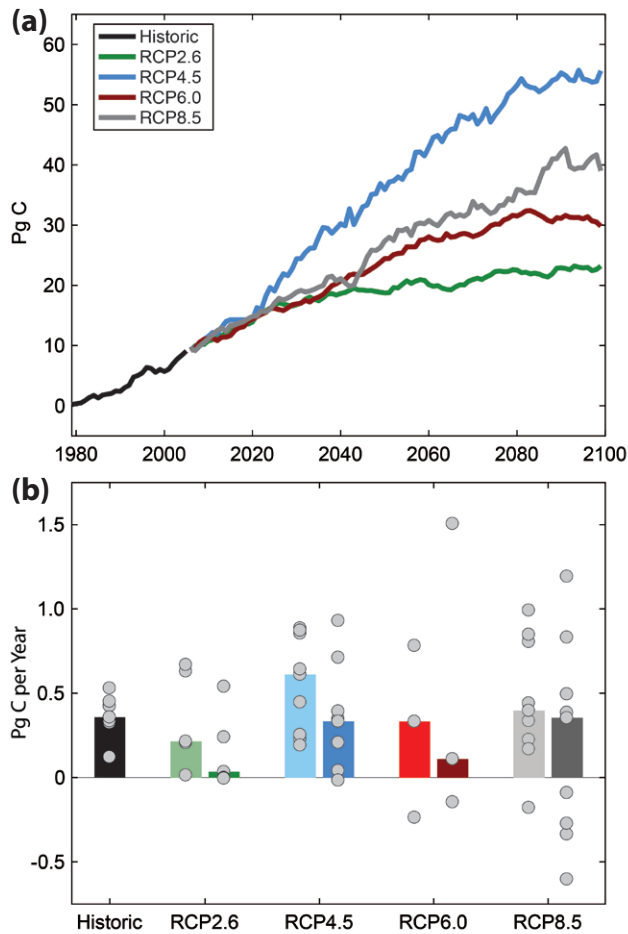 (a)
Historic
RCP2.6
RCP4.5
RCP6.0
RCP8.5
60
50
40
30
20
10
0
Pg C
1980 2000 2020 2040 2060 2080 2100
(b)
1.5
1.0
0.5
0
-0.5
Pg C per Year
Historic RCP2.6 RCP4.5 RCP6.0 RCP8.5